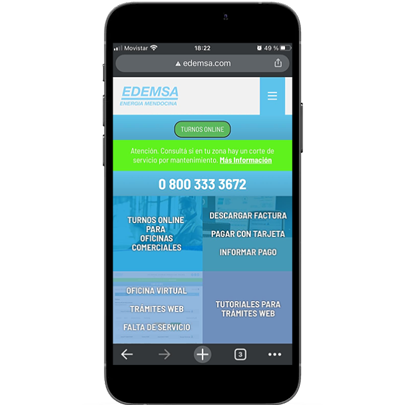 Movistar 18:22 49 %
edemsa.com
EDEMSA
ENERGIA MENDOCINA
TURNOS ONLINE
Atención: Consultá si en tu zona hay un corte de
servicio por mantenimiento. Más Información
0 800 333 3672
TURNOS ONLINE
PARA
OFICINAS
COMERCIALES
DESCARGAR FACTURA
PAGAR CON TARJETA
INFORMAR PAGO
OFICINA VIRTUAL
TRÁMITES WEB
FALTA DE SERVICIO
TUTORIALES PARA
TRÁMITES WEB
3